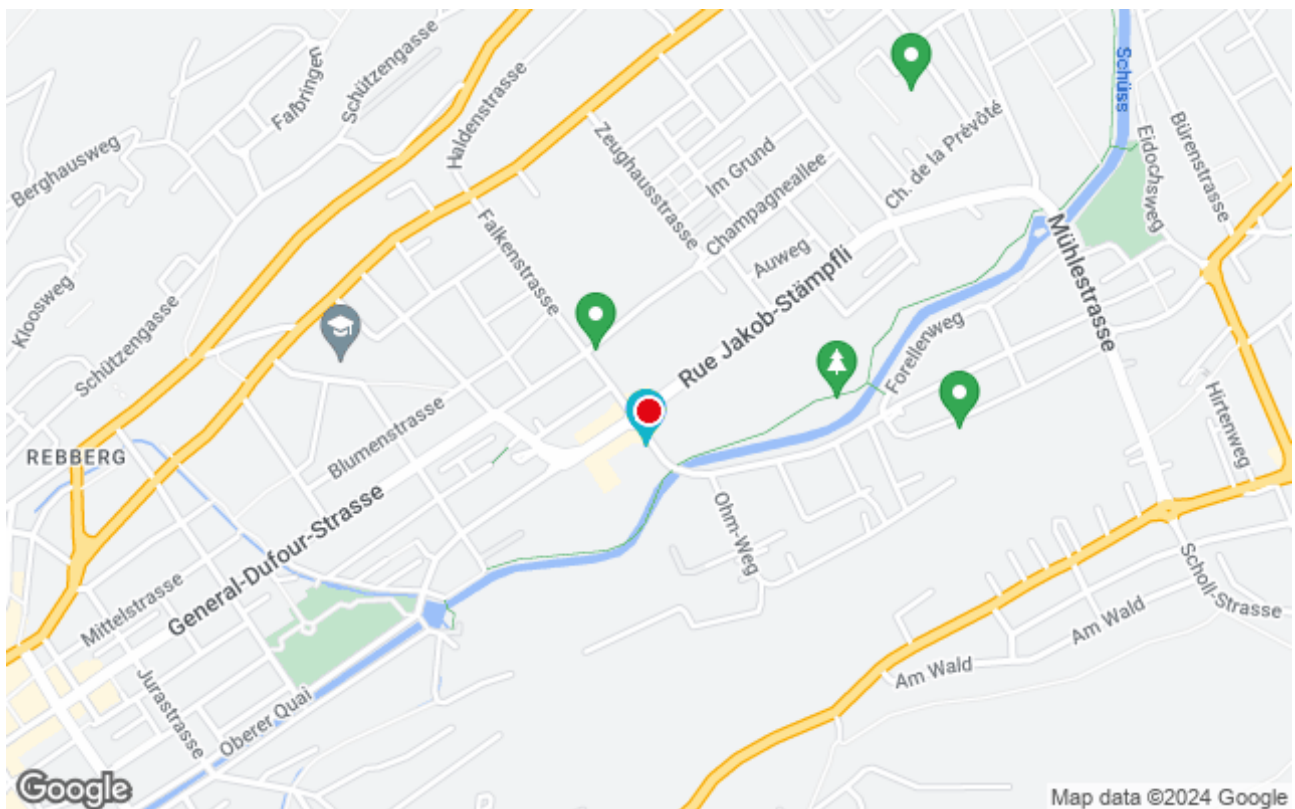 Schüss
Schützengasse
Falbringen
Haldenstrasse
Berghausweg
Zeughausstrasse
Im Grund
Champagneallee
Ch. de la Prévôté
Eidochsweg
Bürenstrasse
Falkenstrasse
Auweg
Kloosweg
Schützengasse
Rue Jakob-Stämpfli
Mühlestrasse
Forellenweg
Hirtenweg
REBBERG
Blumenstrasse
General-Dufour-Strasse
Ohm-Weg
Scholl-Strasse
Mittelstrasse
Am Wald
Am Wald
Jurastrasse
Oberer Quai
Google
Map data ©2024 Google